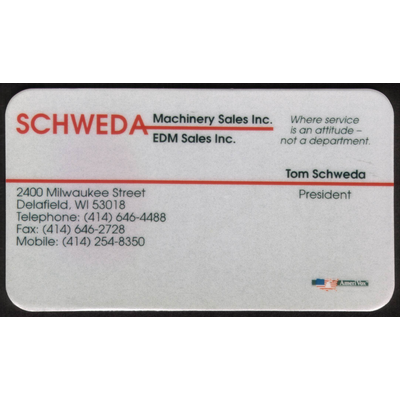 SCHWEDA
Machinery Sales Inc.
EDM Sales Inc.
Where service
is an attitude –
not a department.
Tom Schweda
President
2400 Milwaukee Street
Delafield, WI 53018
Telephone: (414) 646-4488
Fax: (414) 646-2728
Mobile: (414) 254-8350
AmeriVox